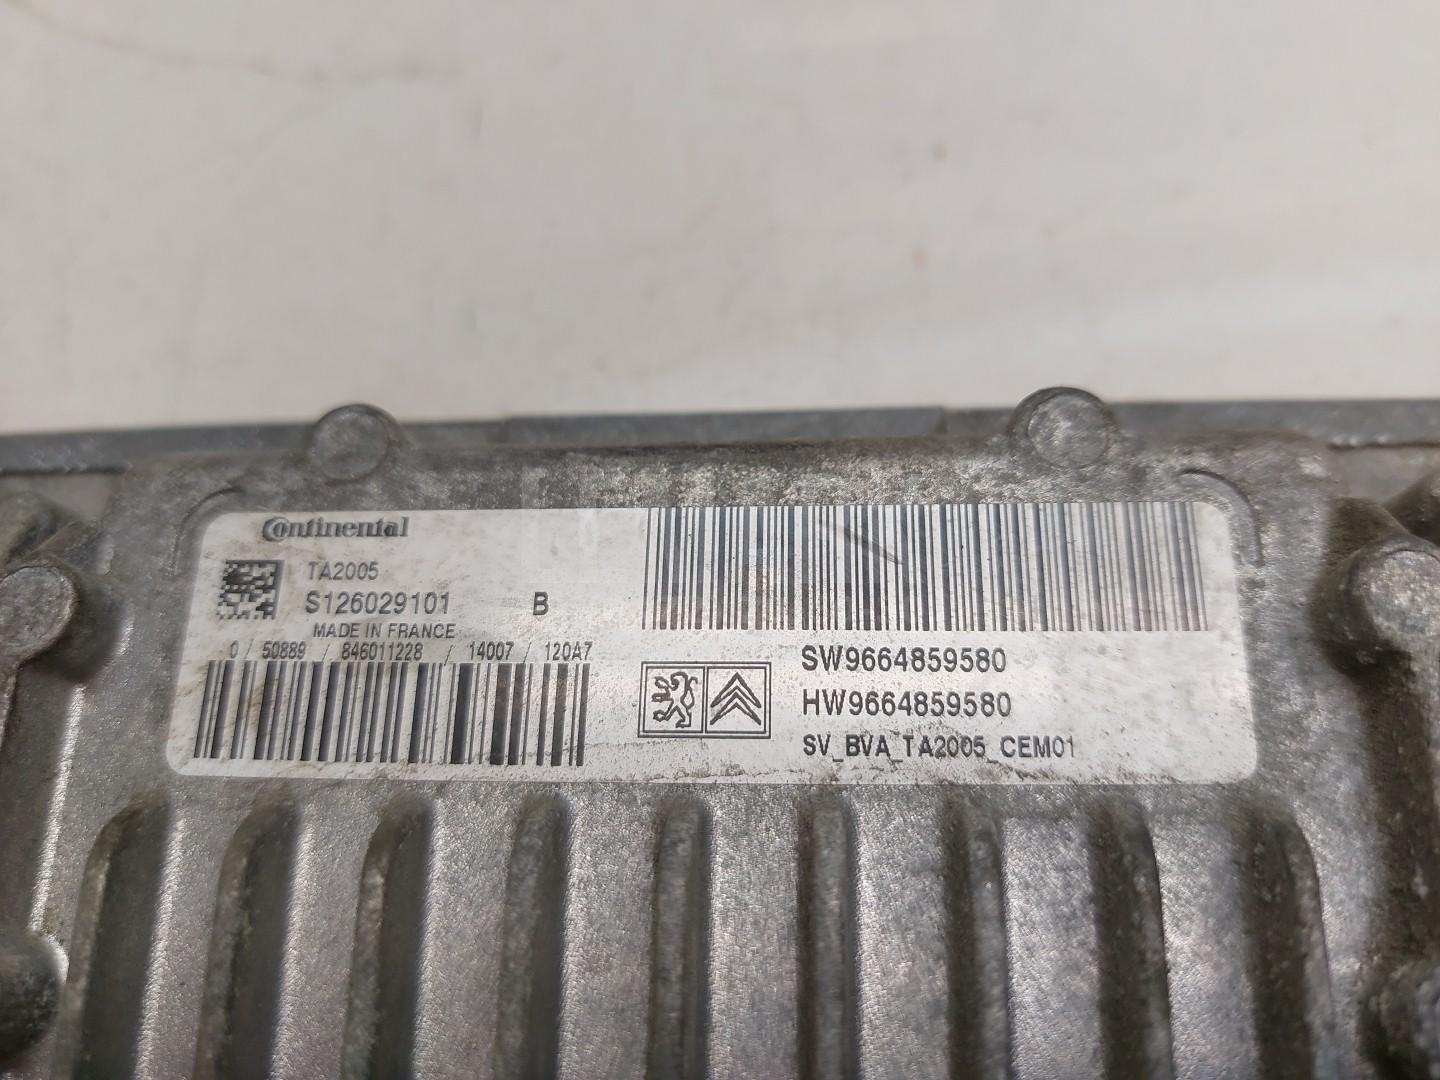 Continental
TA2005
S126029101 B
MADE IN FRANCE
0 / 50889 / 846011228 / 14007 / 120A7
SW9664859580
HW9664859580
SV_BVA_TA2005_CEM01